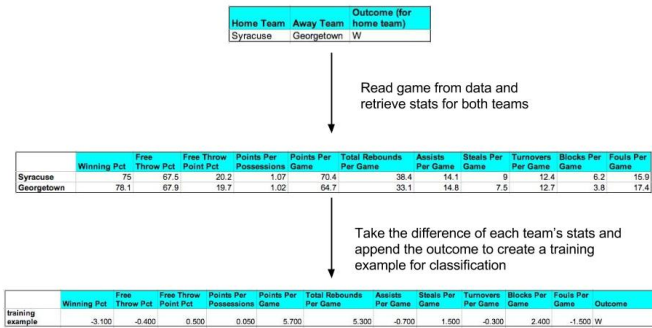 Home Team Away Team Outcome (for home team)
Syracuse Georgetown W
Read game from data and
retrieve stats for both teams
Winning Pct Free Throw Pct Free Throw Point Pct Points Per Possessions Points Per Game Total Rebounds Per Game Assists Per Game Steals Per Game Turnovers Per Game Blocks Per Game Fouls Per Game
Syracuse 75 67.5 20.2 1.07 70.4 38.4 14.1 9 12.4 6.2 15.9
Georgetown 78.1 67.9 19.7 1.02 64.7 33.1 14.8 7.5 12.7 3.8 17.4
Take the difference of each team's stats and
append the outcome to create a training
example for classification
Winning Pct Free Throw Pct Free Throw Point Pct Points Per Possessions Points Per Game Total Rebounds Per Game Assists Per Game Steals Per Game Turnovers Per Game Blocks Per Game Fouls Per Game Outcome
training example -3.100 -0.400 0.500 0.050 5.700 5.300 -0.700 1.500 -0.300 2.400 -1.500 W